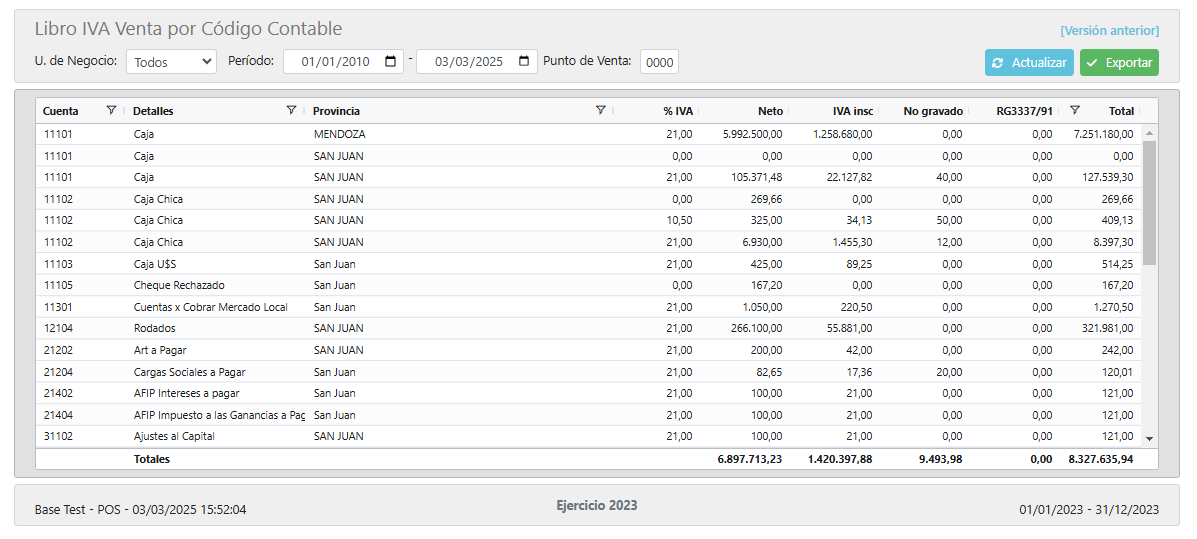 Libro IVA Venta por Código Contable
[Versión anterior]
U. de Negocio: Todos Período: 01/01/2010 - 03/03/2025 Punto de Venta: 0000 Actualizar Exportar
Cuenta Detalles Provincia % IVA Neto IVA insc No gravado RG3337/91 Total
11101 Caja MENDOZA 21,00 5.992.500,00 1.258.680,00 0,00 0,00 7.251.180,00
11101 Caja SAN JUAN 0,00 0,00 0,00 0,00 0,00 0,00
11101 Caja SAN JUAN 21,00 105.371,48 22.127,82 40,00 0,00 127.539,30
11102 Caja Chica SAN JUAN 0,00 269,66 0,00 0,00 0,00 269,66
11102 Caja Chica SAN JUAN 10,50 325,00 34,13 50,00 0,00 409,13
11102 Caja Chica SAN JUAN 21,00 6.930,00 1.455,30 12,00 0,00 8.397,30
11103 Caja U$S San Juan 21,00 425,00 89,25 0,00 0,00 514,25
11105 Cheque Rechazado San Juan 0,00 167,20 0,00 0,00 0,00 167,20
11301 Cuentas x Cobrar Mercado Local San Juan 21,00 1.050,00 220,50 0,00 0,00 1.270,50
12104 Rodados SAN JUAN 21,00 266.100,00 55.881,00 0,00 0,00 321.981,00
21202 Art a Pagar SAN JUAN 21,00 200,00 42,00 0,00 0,00 242,00
21204 Cargas Sociales a Pagar San Juan 21,00 82,65 17,36 20,00 0,00 120,01
21402 AFIP Intereses a pagar San Juan 21,00 100,00 21,00 0,00 0,00 121,00
21404 AFIP Impuesto a las Ganancias a Pag San Juan 21,00 100,00 21,00 0,00 0,00 121,00
31102 Ajustes al Capital SAN JUAN 21,00 100,00 21,00 0,00 0,00 121,00
Totales 6.897.713,23 1.420.397,88 9.493,98 0,00 8.327.635,94
Base Test - POS - 03/03/2025 15:52:04 Ejercicio 2023 01/01/2023 - 31/12/2023